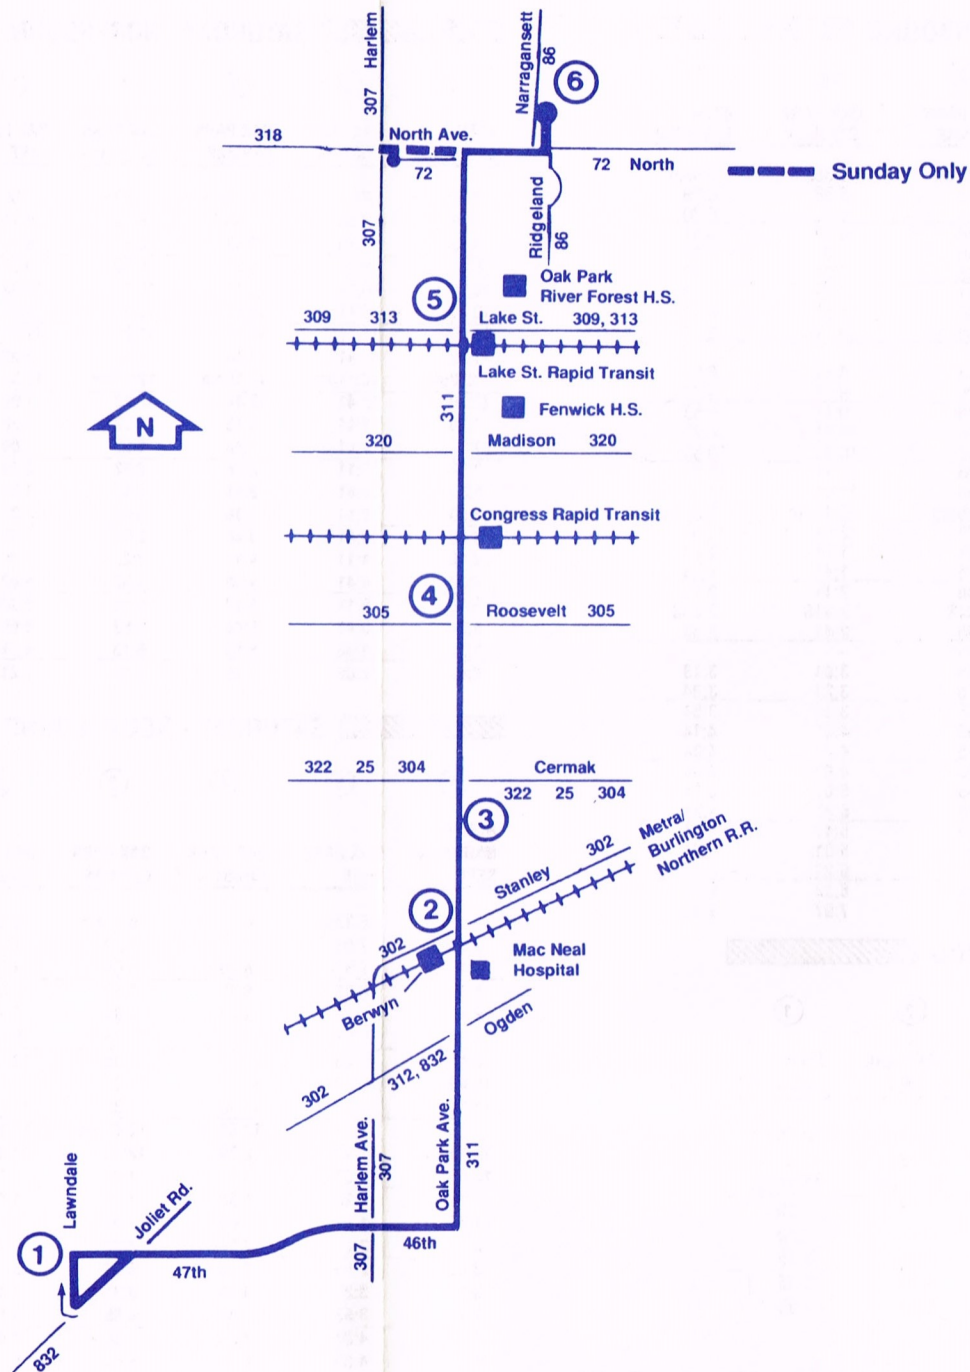 Harlem
307
Narragansett
86
6
318
North Ave.
72
72 North
Sunday Only
307
Ridgeland
86
Oak Park
River Forest H.S.
5
309 313
Lake St. 309, 313
Lake St. Rapid Transit
311
Fenwick H.S.
N
320
Madison 320
Congress Rapid Transit
4
305
Roosevelt 305
322 25 304
Cermak
322 25 304
3
302
Metra/
Burlington
Northern R.R.
Stanley
2
302
Mac Neal
Hospital
Berwyn
Ogden
312, 832
302
Harlem Ave.
307
Oak Park Ave.
311
Lawndale
Joliet Rd.
1
47th
46th
307
832